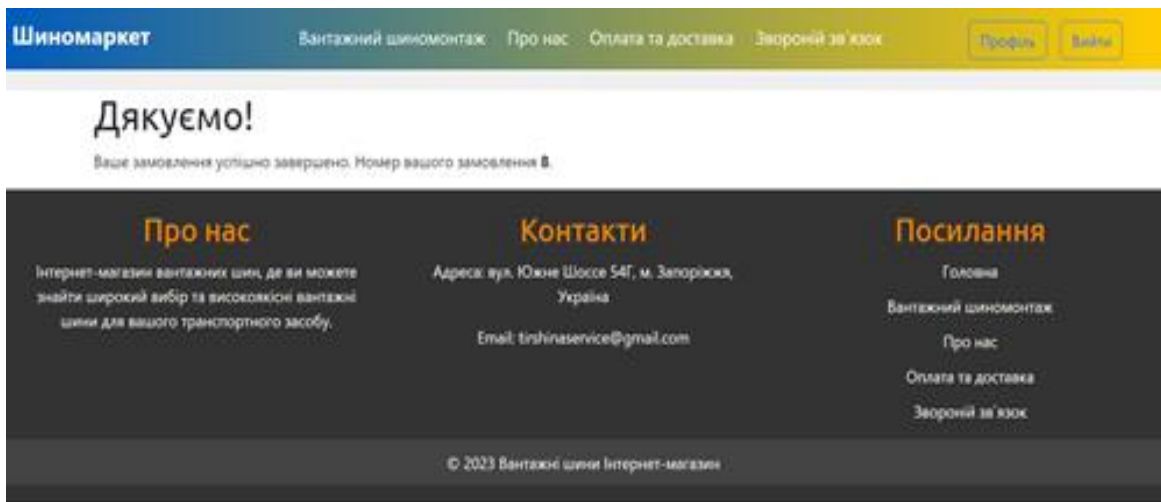 Шиномаркет
Вантажний шиномонтаж Про нас Оплата та доставка Звороній зв'язок Профіль Вийти
Дякуємо!
Ваше замовлення успішно завершено. Номер вашого замовлення 8.
Про нас
Інтернет-магазин вантажних шин, де ви можете
знайти широкий вибір та високоякісні вантажні
шини для вашого транспортного засобу.
Контакти
Адреса: вул. Южне Шоссе 54Г, м. Запоріжжя,
Україна
Email: tirshinaservice@gmail.com
Посилання
Головна
Вантажний шиномонтаж
Про нас
Оплата та доставка
Звороній зв'язок
© 2023 Вантажні шини Інтернет-магазин